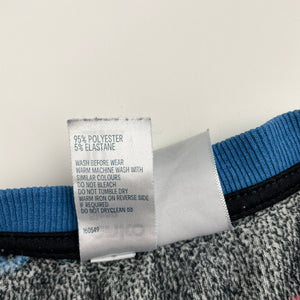 95% POLYESTER
5% ELASTANE
WASH BEFORE WEAR
WARM MACHINE WASH WITH
SIMILAR COLOURS
DO NOT BLEACH
DO NOT TUMBLE DRY
WARM IRON ON REVERSE SIDE
IF REQUIRED
DO NOT DRYCLEAN